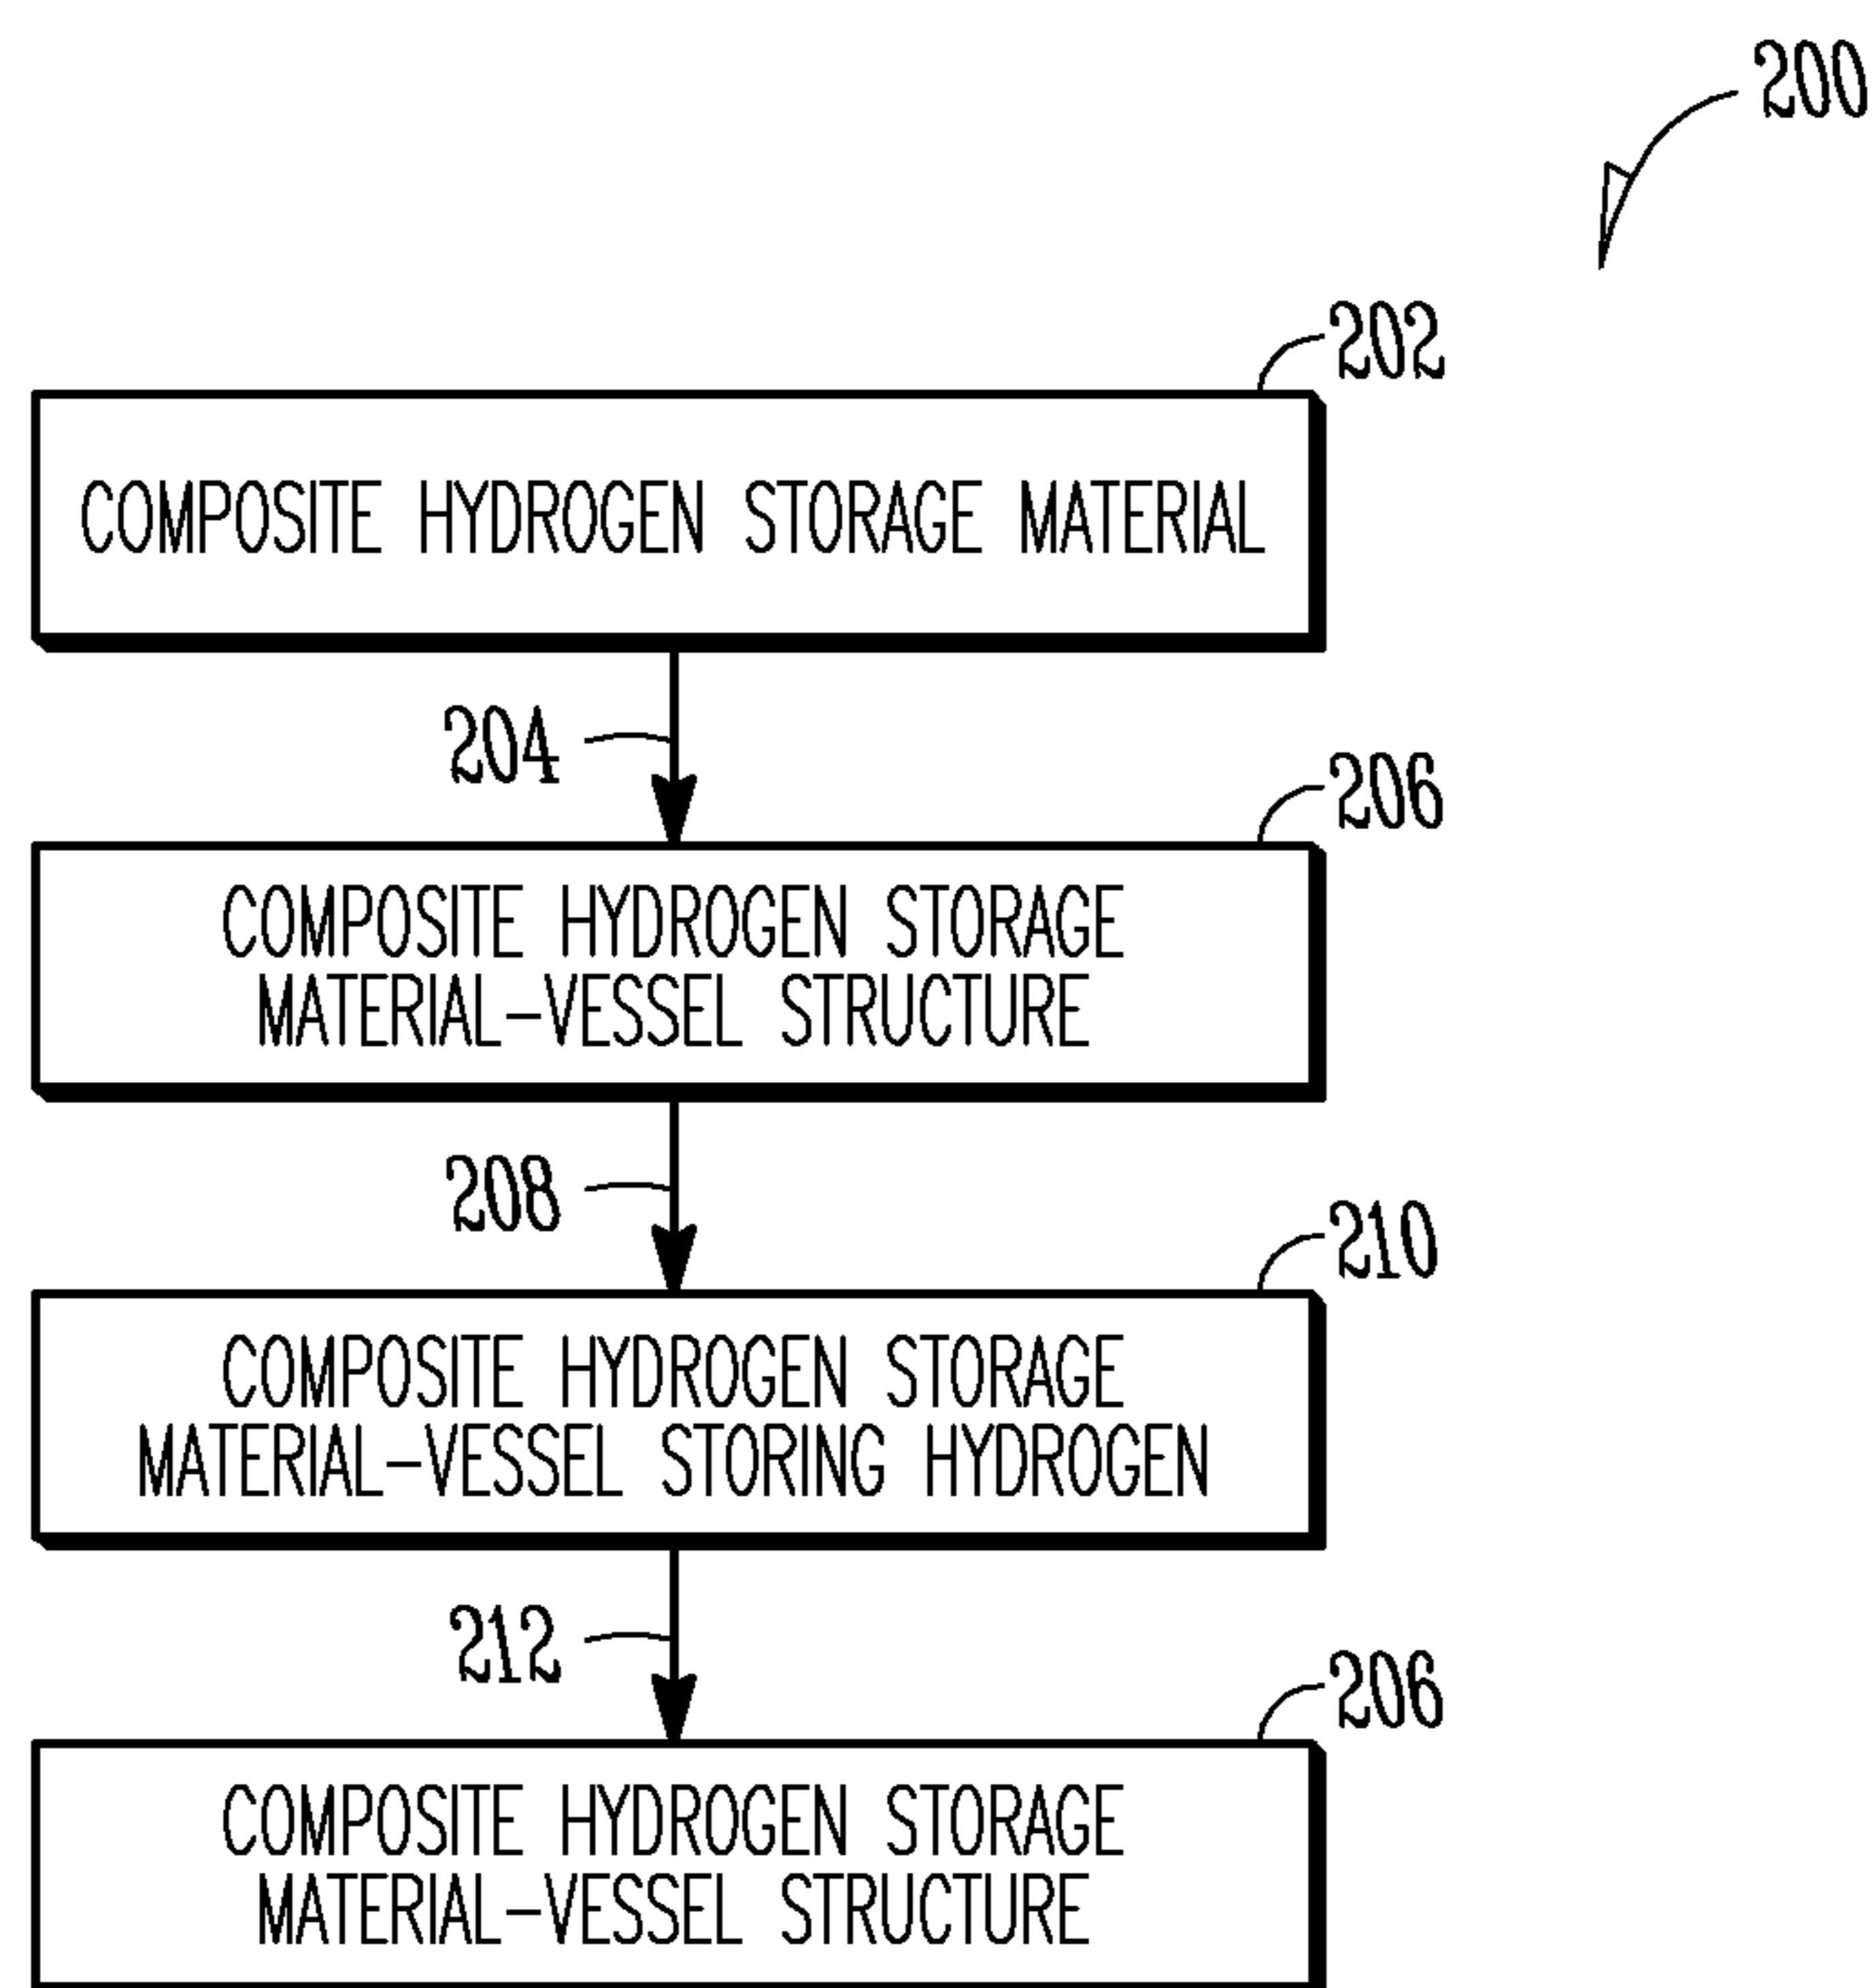 200
202
COMPOSITE HYDROGEN STORAGE MATERIAL
204
206
COMPOSITE HYDROGEN STORAGE
MATERIAL-VESSEL STRUCTURE
208
210
COMPOSITE HYDROGEN STORAGE
MATERIAL-VESSEL STORING HYDROGEN
212
206
COMPOSITE HYDROGEN STORAGE
MATERIAL-VESSEL STRUCTURE